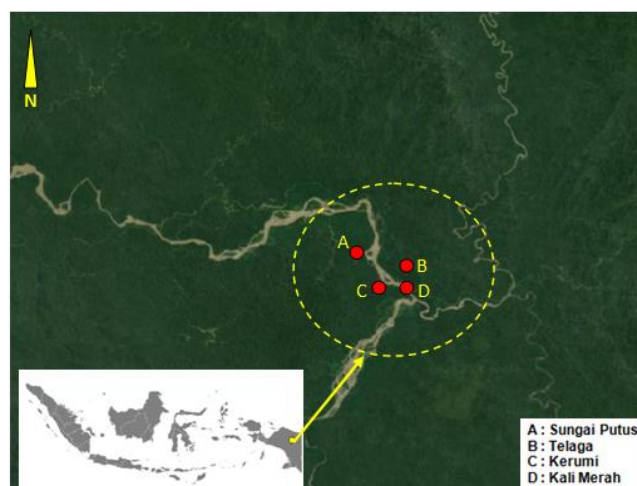 N
A
B
C
D
A : Sungai Putus
B : Telaga
C : Kerumi
D : Kali Merah